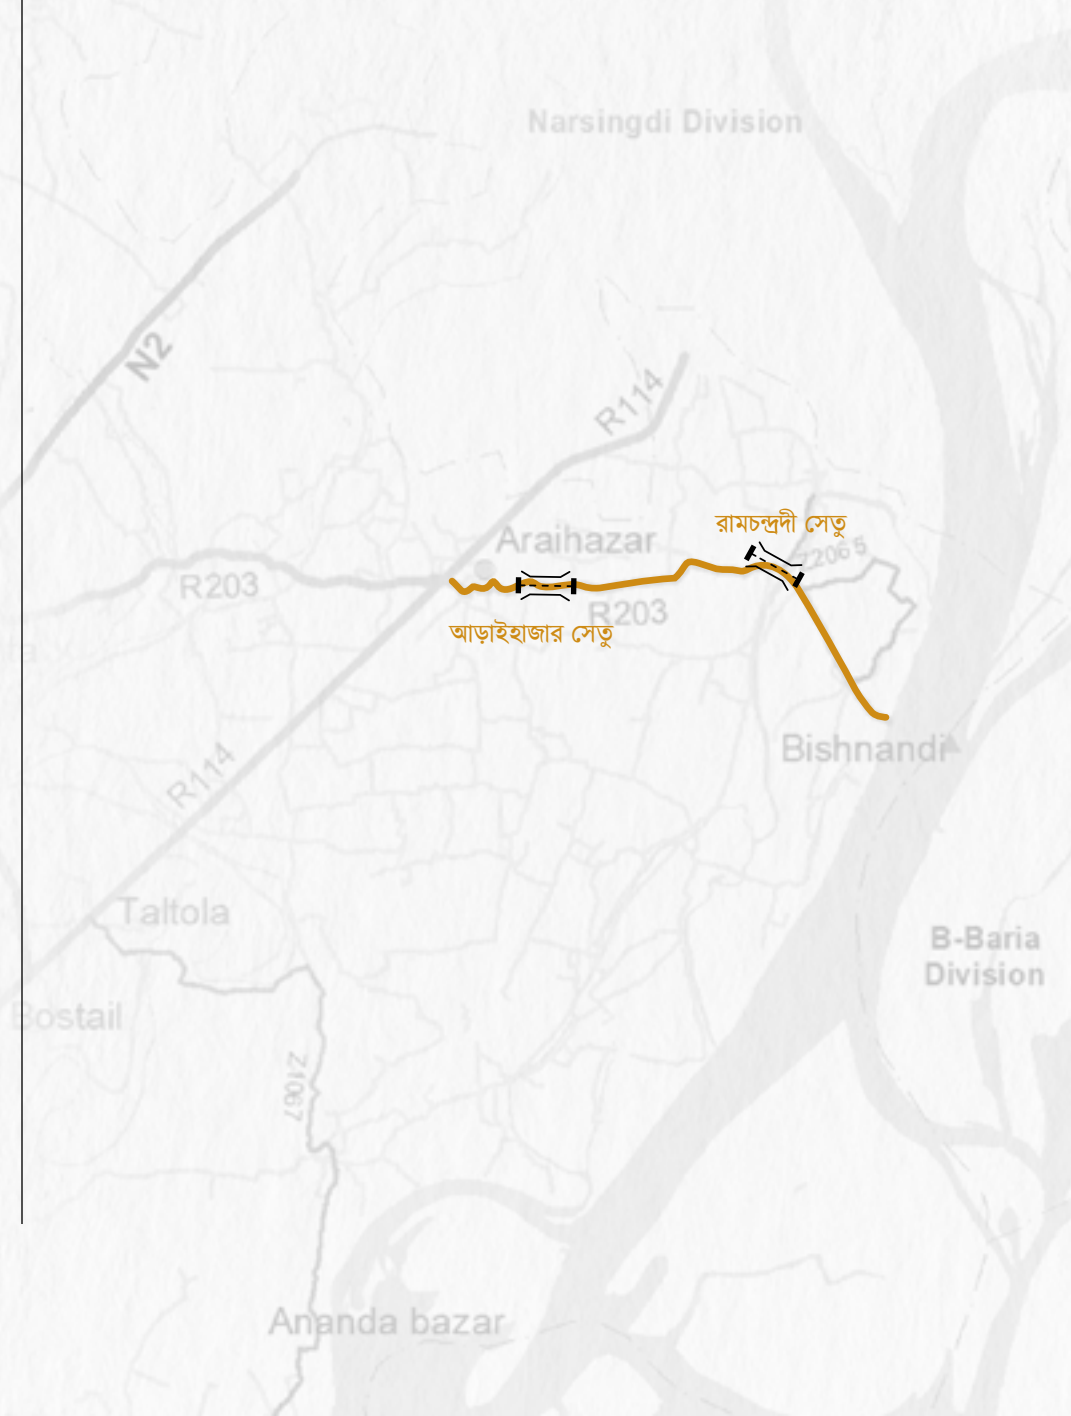 Narsingdi Division
N2
R114
রামচন্দ্রদী সেতু
Araihazar
Z2065
R203
R203
আড়াইহাজার সেতু
Bishnandi
R114
Taltola
B-Baria
Division
Bostail
Z1067
Ananda bazar